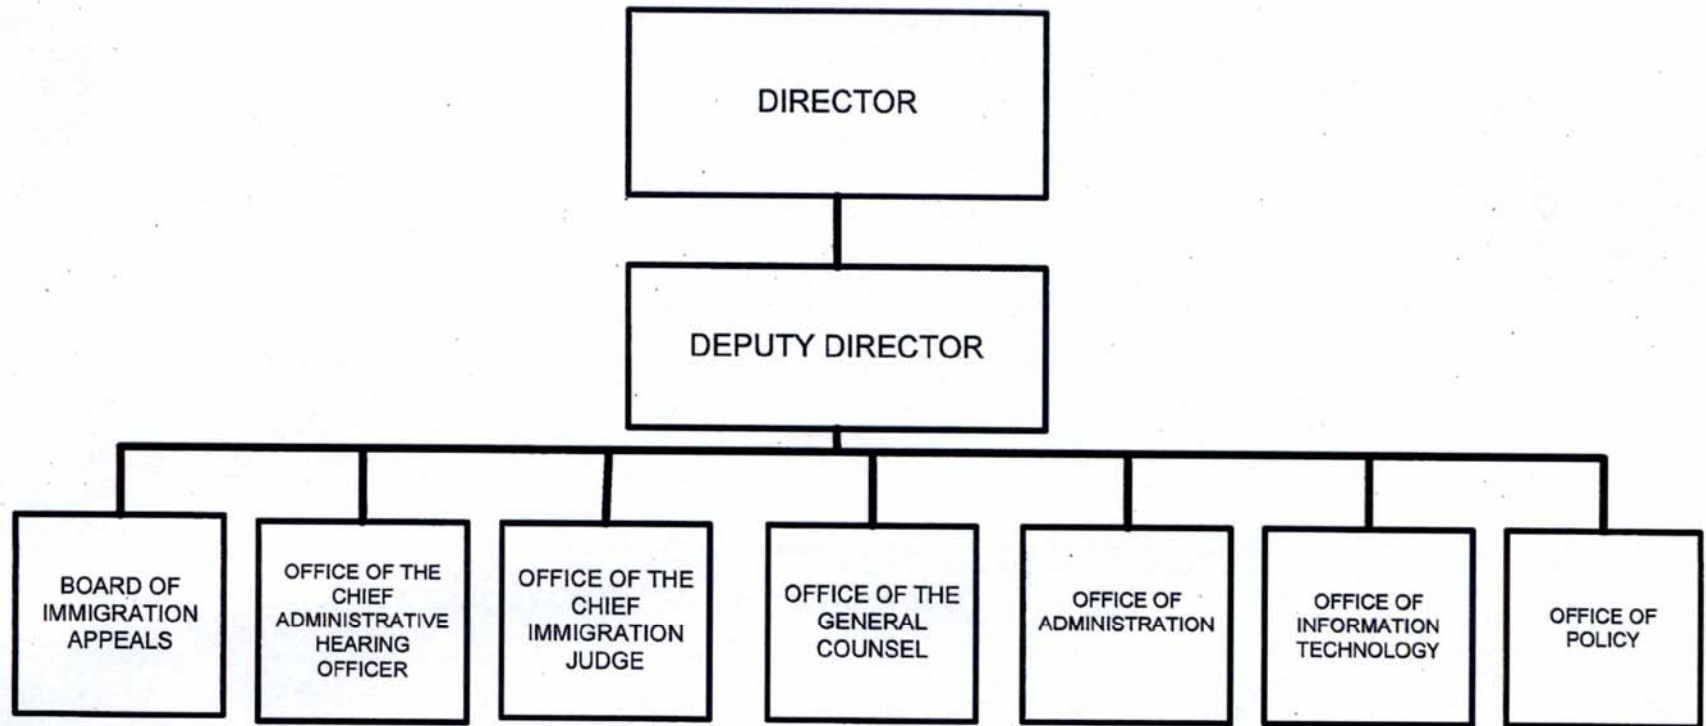 DIRECTOR
DEPUTY DIRECTOR
BOARD OF
IMMIGRATION
APPEALS
OFFICE OF THE
CHIEF
ADMINISTRATIVE
HEARING
OFFICER
OFFICE OF THE
CHIEF
IMMIGRATION
JUDGE
OFFICE OF THE
GENERAL
COUNSEL
OFFICE OF
ADMINISTRATION
OFFICE OF
INFORMATION
TECHNOLOGY
OFFICE OF
POLICY